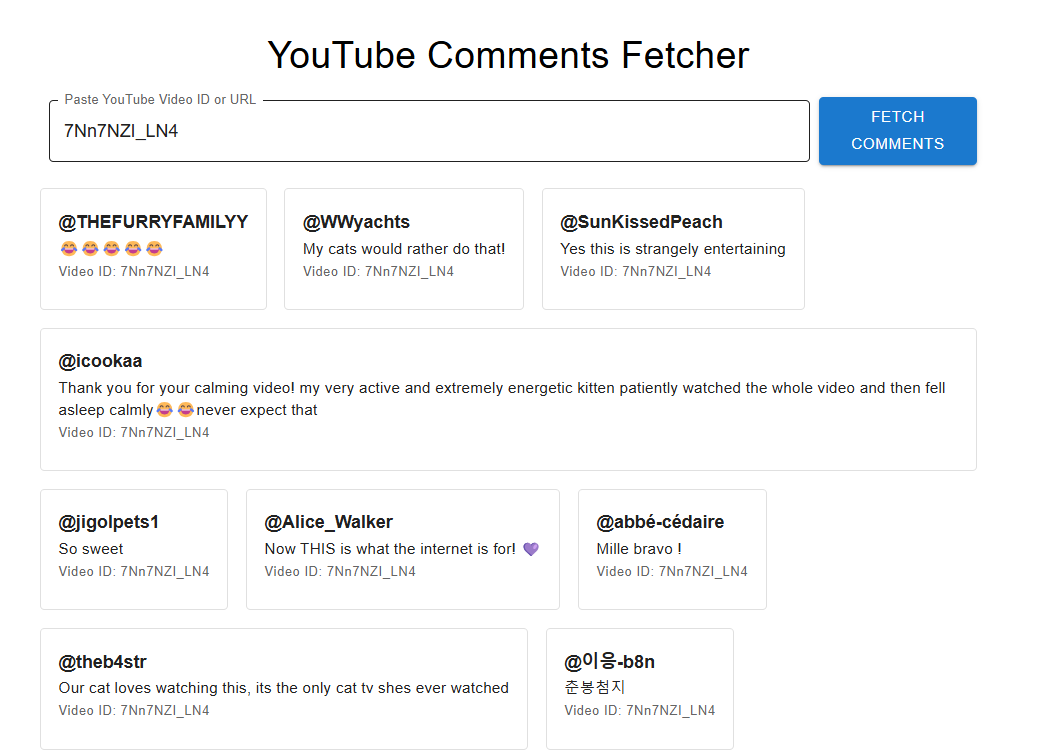 YouTube Comments Fetcher
Paste YouTube Video ID or URL
7Nn7NZI_LN4
FETCH
COMMENTS
@THEFURRYFAMILYY
😂😂😂😂😂
Video ID: 7Nn7NZI_LN4
@WWyachts
My cats would rather do that!
Video ID: 7Nn7NZI_LN4
@SunKissedPeach
Yes this is strangely entertaining
Video ID: 7Nn7NZI_LN4
@icookaa
Thank you for your calming video! my very active and extremely energetic kitten patiently watched the whole video and then fell
asleep calmly😂😂never expect that
Video ID: 7Nn7NZI_LN4
@jigolpets1
So sweet
Video ID: 7Nn7NZI_LN4
@Alice_Walker
Now THIS is what the internet is for! 💜
Video ID: 7Nn7NZI_LN4
@abbé-cédaire
Mille bravo !
Video ID: 7Nn7NZI_LN4
@theb4str
Our cat loves watching this, its the only cat tv shes ever watched
Video ID: 7Nn7NZI_LN4
@이응-b8n
춘봉첨지
Video ID: 7Nn7NZI_LN4